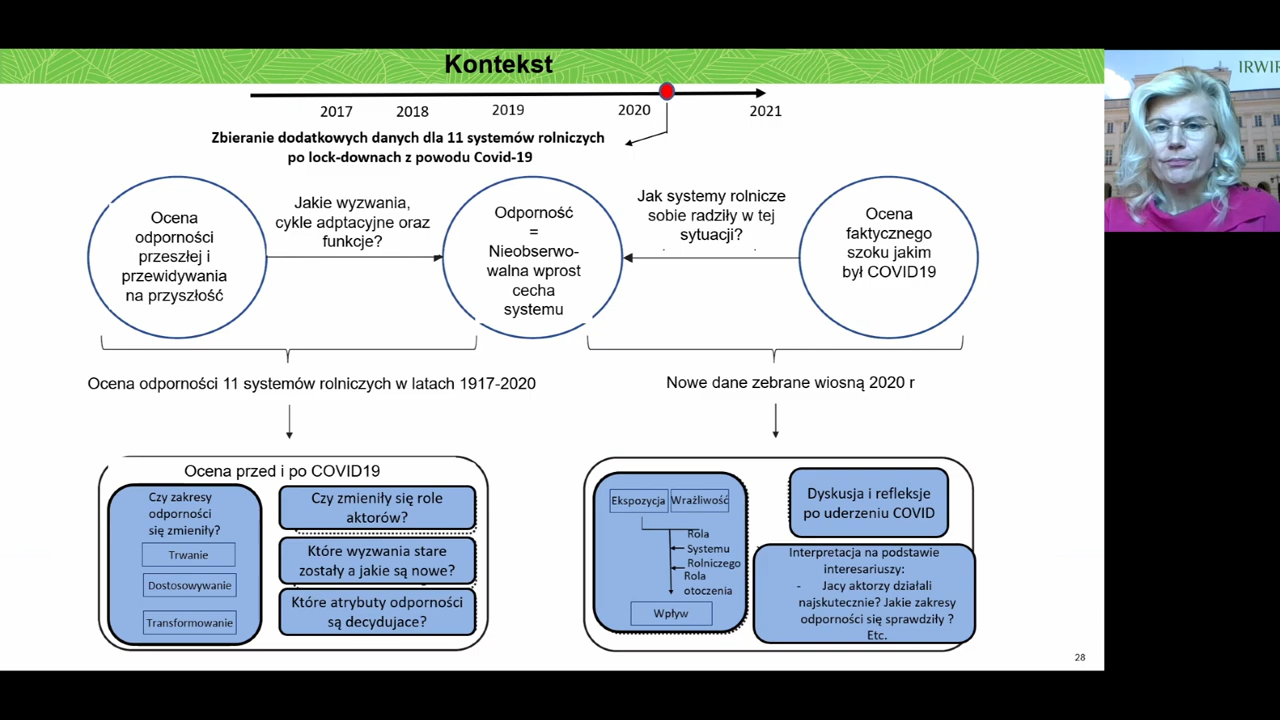 Kontekst
IRWIR
2017 2018 2019 2020 2021
Zbieranie dodatkowych danych dla 11 systemów rolniczych
po lock-downach z powodu Covid-19
Ocena
odporności
przeszłej i
przewidywania
na przyszłość
Jakie wyzwania,
cykle adptacyjne oraz
funkcje?
Odporność
=
Nieobserwo-
walna wprost
cecha
systemu
Jak systemy rolnicze
sobie radziły w tej
sytuacji?
Ocena
faktycznego
szoku jakim
był COVID19
Ocena odporności 11 systemów rolniczych w latach 1917-2020
Nowe dane zebrane wiosną 2020 r
Ocena przed i po COVID19
Czy zakresy
odporności
się zmieniły?
Trwanie
Dostosowywanie
Transformowanie
Czy zmieniły się role
aktorów?
Które wyzwania stare
zostały a jakie są nowe?
Które atrybuty odporności
są decydujace?
Ekspozycja
Wrażliwość
Rola
Systemu
Rolniczego
Rola
otoczenia
Wpływ
Dyskusja i refleksje
po uderzeniu COVID
Interpretacja na podstawie
interesariuszy:
- Jacy aktorzy działali
najskutecznie? Jakie zakresy
odporności się sprawdziły ?
Etc.
28